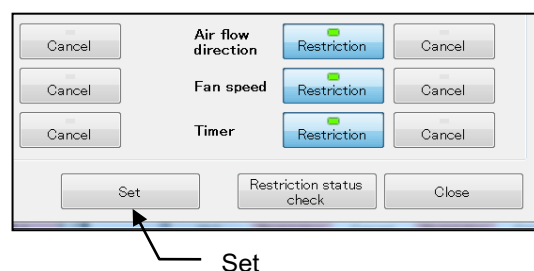 Cancel Air flow direction Restriction Cancel
Cancel Fan speed Restriction Cancel
Cancel Timer Restriction Cancel
Set Restriction status check Close
Set